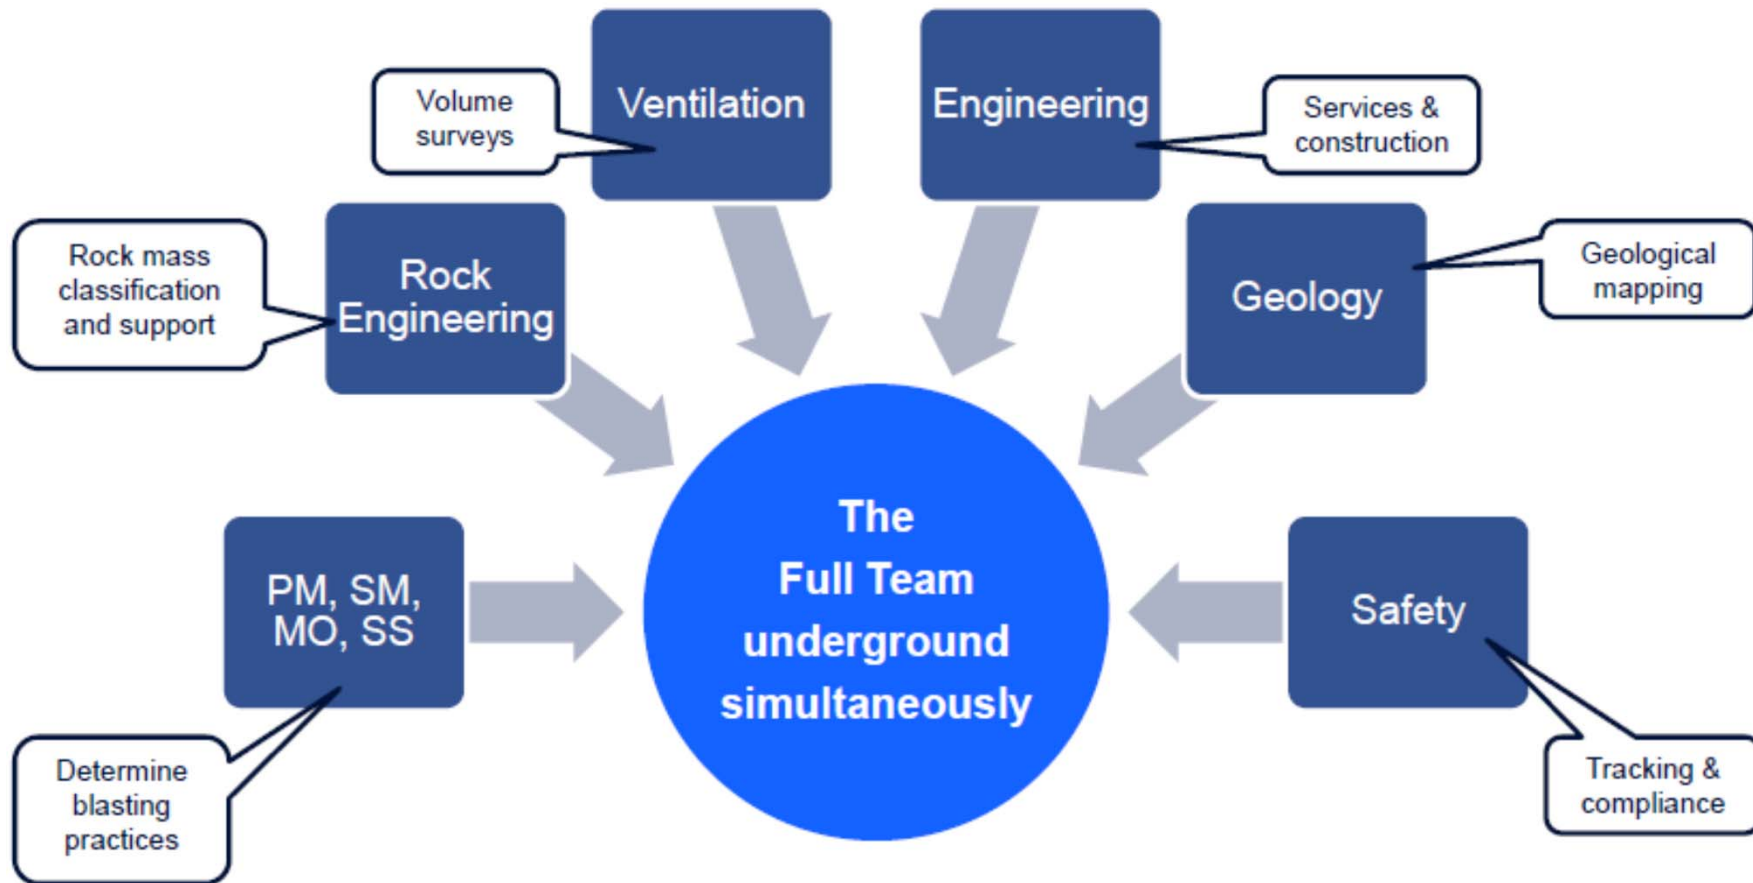 Volume
surveys
Ventilation
Engineering
Services &
construction
Rock mass
classification
and support
Rock
Engineering
Geology
Geological
mapping
PM, SM,
MO, SS
The
Full Team
underground
simultaneously
Safety
Determine
blasting
practices
Tracking &
compliance